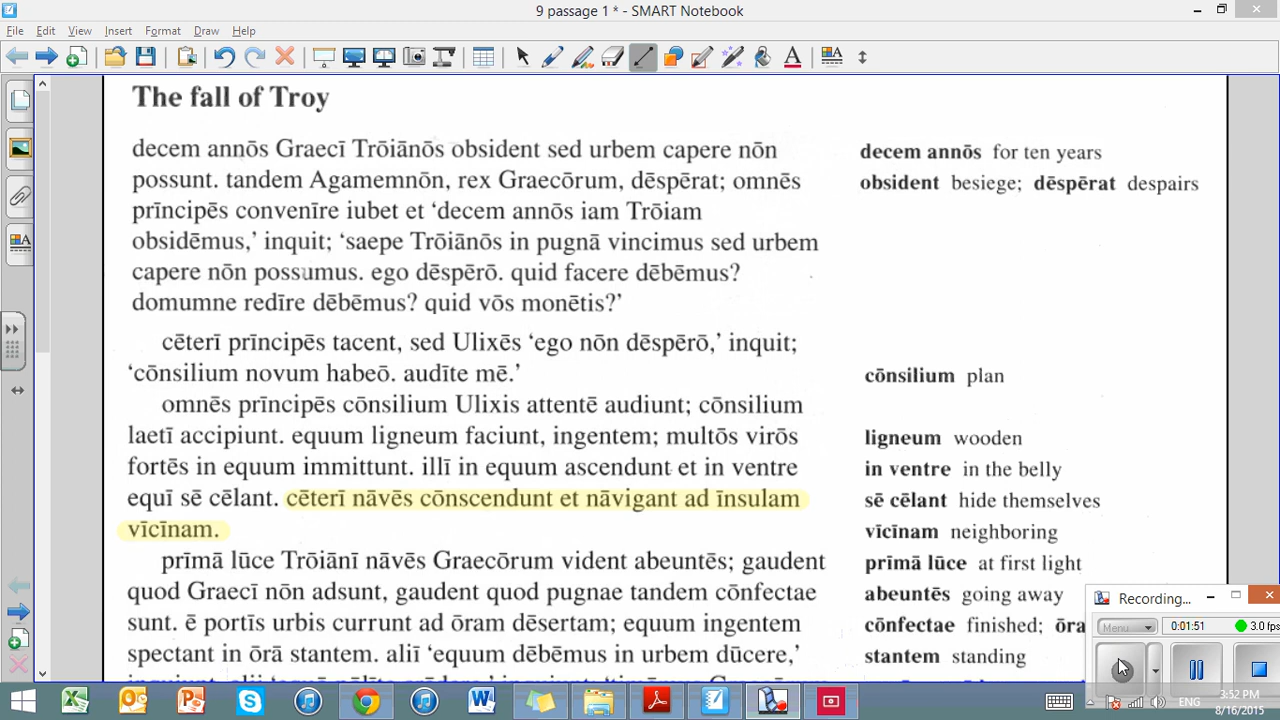 9 passage 1 * - SMART Notebook
File Edit View Insert Format Draw Help
The fall of Troy
decem annōs Graecī Trōiānōs obsident sed urbem capere nōn
possunt. tandem Agamemnōn, rex Graecōrum, dēspērat; omnēs
prīncipēs convenīre iubet et ‘decem annōs iam Trōiam
obsidēmus,’ inquit; ‘saepe Trōiānōs in pugnā vincimus sed urbem
capere nōn possumus. ego dēspērō. quid facere dēbēmus?
domumne redīre dēbēmus? quid vōs monētis?’
cēterī prīncipēs tacent, sed Ulixēs ‘ego nōn dēspērō,’ inquit;
‘cōnsilium novum habeō. audīte mē.’
omnēs prīncipēs cōnsilium Ulixis attentē audiunt; cōnsilium
laetī accipiunt. equum ligneum faciunt, ingentem; multōs virōs
fortēs in equum immittunt. illī in equum ascendunt et in ventre
equī sē cēlant. cēterī nāvēs cōnscendunt et nāvigant ad īnsulam
vīcīnam.
prīmā lūce Trōiānī nāvēs Graecōrum vident abeuntēs; gaudent
quod Graecī nōn adsunt, gaudent quod pugnae tandem cōnfectae
sunt. ē portīs urbis currunt ad ōram dēsertam; equum ingentem
spectant in ōrā stantem. aliī ‘equum dēbēmus in urbem dūcere,’
decem annōs for ten years
obsident besiege; dēspērat despairs
cōnsilium plan
ligneum wooden
in ventre in the belly
sē cēlant hide themselves
vīcīnam neighboring
prīmā lūce at first light
abeuntēs going away
cōnfectae finished; ōra
stantem standing
Recording...
Menu 0:01:51 3.0 fps
ENG
3:52 PM
8/16/2015